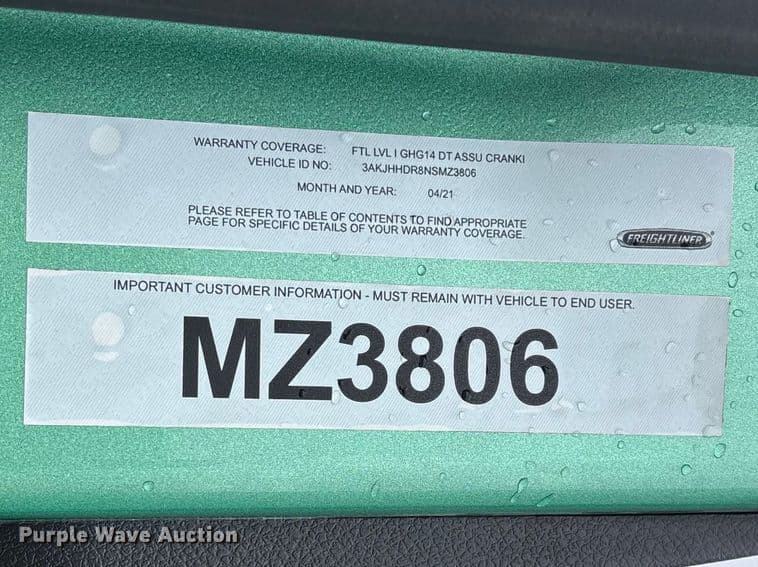 WARRANTY COVERAGE: FTL LVL I GHG14 DT ASSU CRANKI
VEHICLE ID NO: 3AKJHHDR8NSMZ3806
MONTH AND YEAR: 04/21
PLEASE REFER TO TABLE OF CONTENTS TO FIND APPROPRIATE
PAGE FOR SPECIFIC DETAILS OF YOUR WARRANTY COVERAGE.
FREIGHTLINER
IMPORTANT CUSTOMER INFORMATION - MUST REMAIN WITH VEHICLE TO END USER.
MZ3806
Purple Wave Auction